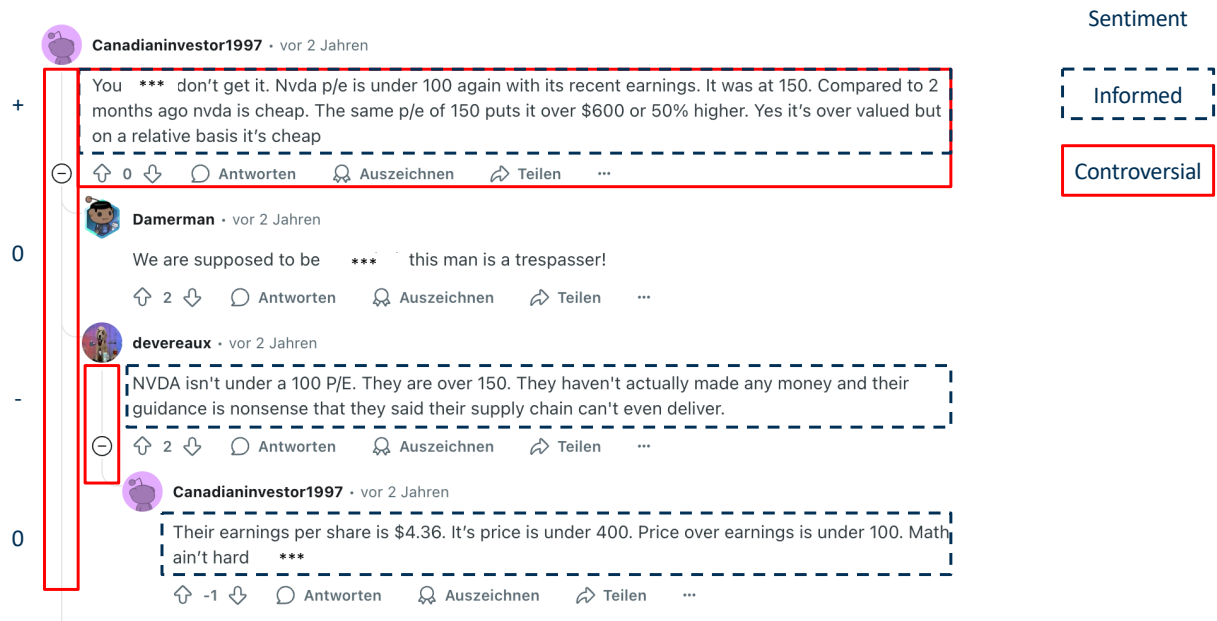 Sentiment
Canadianinvestor1997 • vor 2 Jahren
You *** don’t get it. Nvda p/e is under 100 again with its recent earnings. It was at 150. Compared to 2
months ago nvda is cheap. The same p/e of 150 puts it over $600 or 50% higher. Yes it’s over valued but
on a relative basis it’s cheap
+
Informed
Controversial
0 Antworten Auszeichnen Teilen ...
Damerman • vor 2 Jahren
0
We are supposed to be *** this man is a trespasser!
2 Antworten Auszeichnen Teilen ...
devereaux • vor 2 Jahren
-
NVDA isn't under a 100 P/E. They are over 150. They haven't actually made any money and their
guidance is nonsense that they said their supply chain can't even deliver.
2 Antworten Auszeichnen Teilen ...
Canadianinvestor1997 • vor 2 Jahren
0
Their earnings per share is $4.36. It’s price is under 400. Price over earnings is under 100. Math
ain’t hard ***
-1 Antworten Auszeichnen Teilen ...